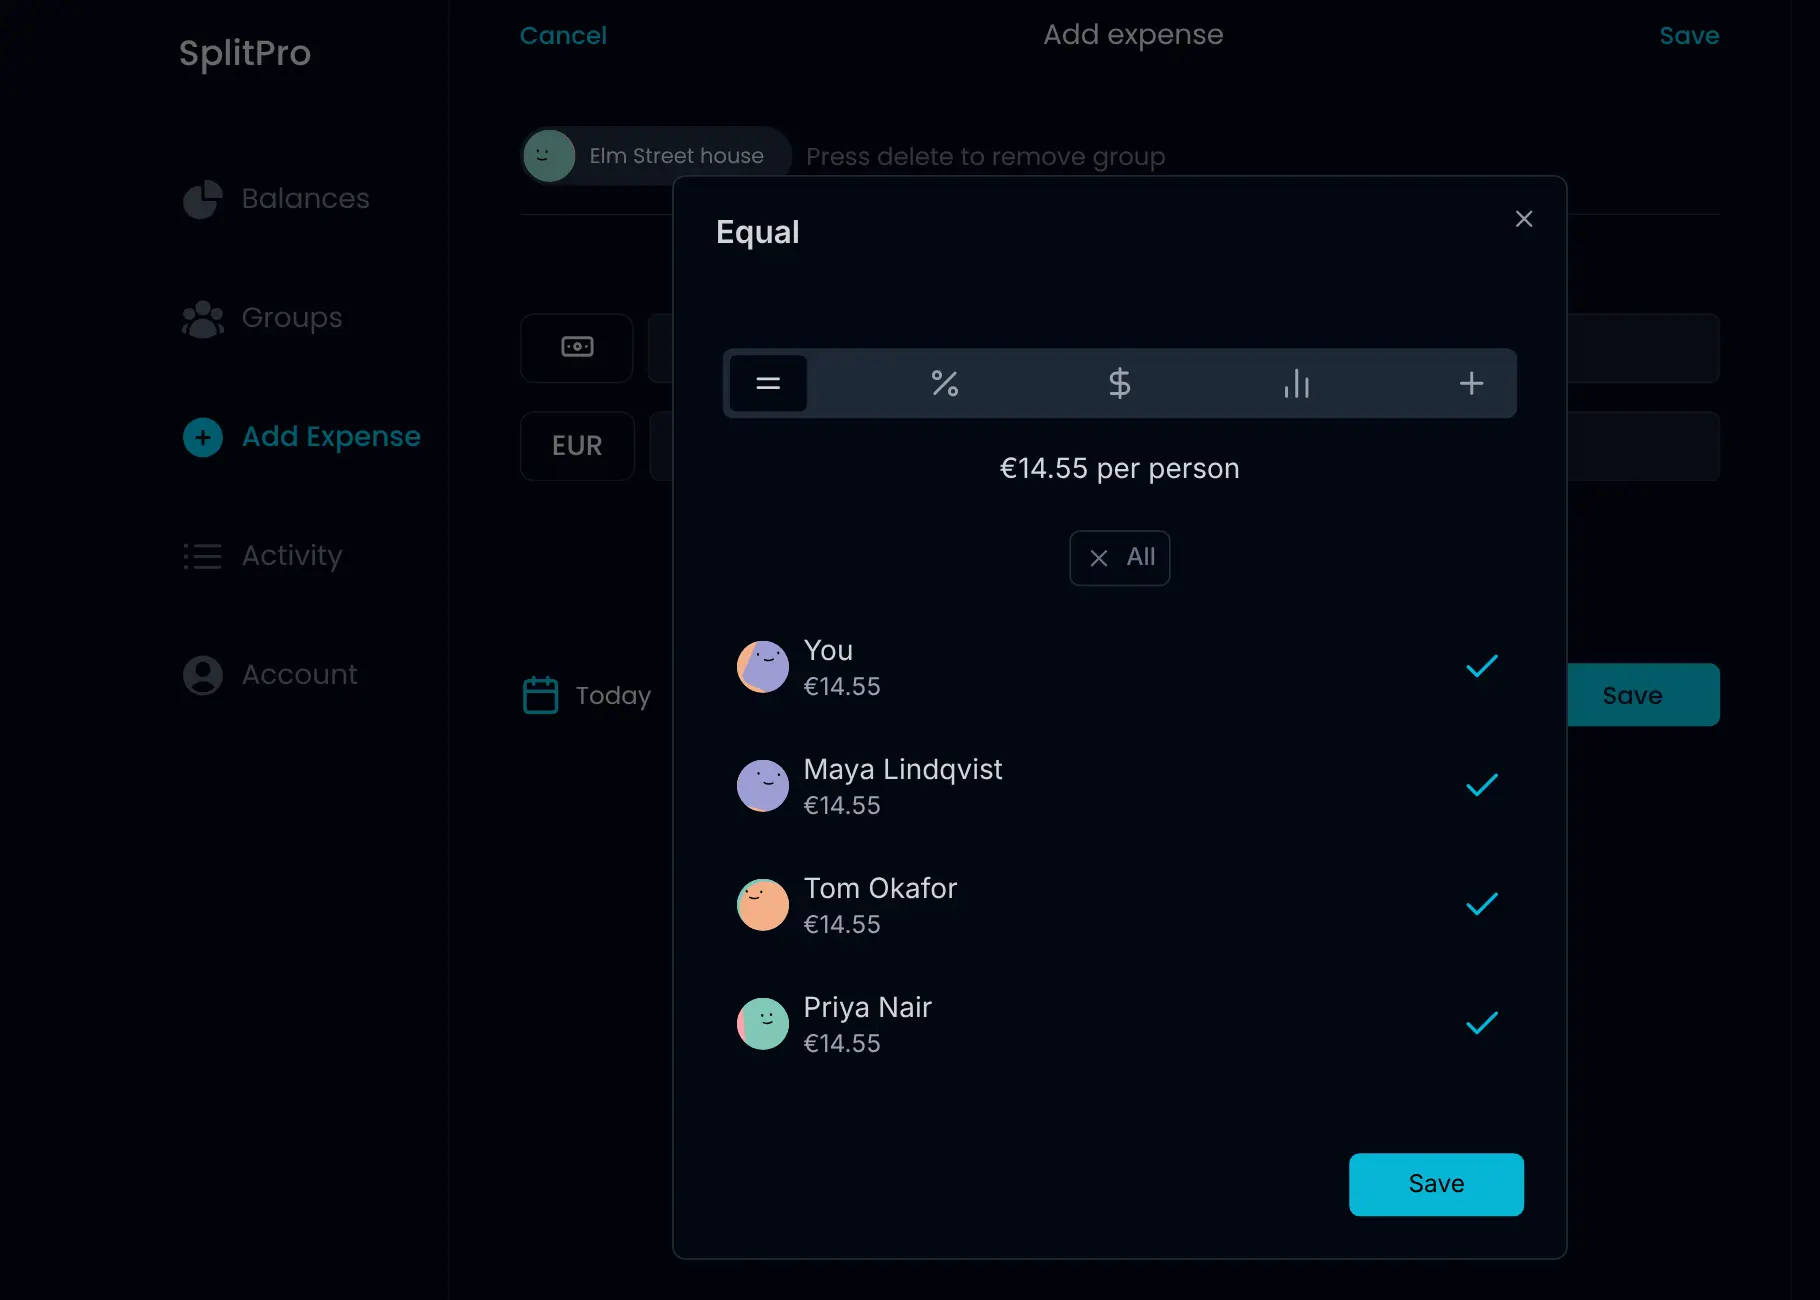 SplitPro
Balances
Groups
Add Expense
Activity
Account
Cancel
Add expense
Save
Elm Street house
Press delete to remove group
EUR
Today
Save
Equal
€14.55 per person
All
You
€14.55
Maya Lindqvist
€14.55
Tom Okafor
€14.55
Priya Nair
€14.55
Save